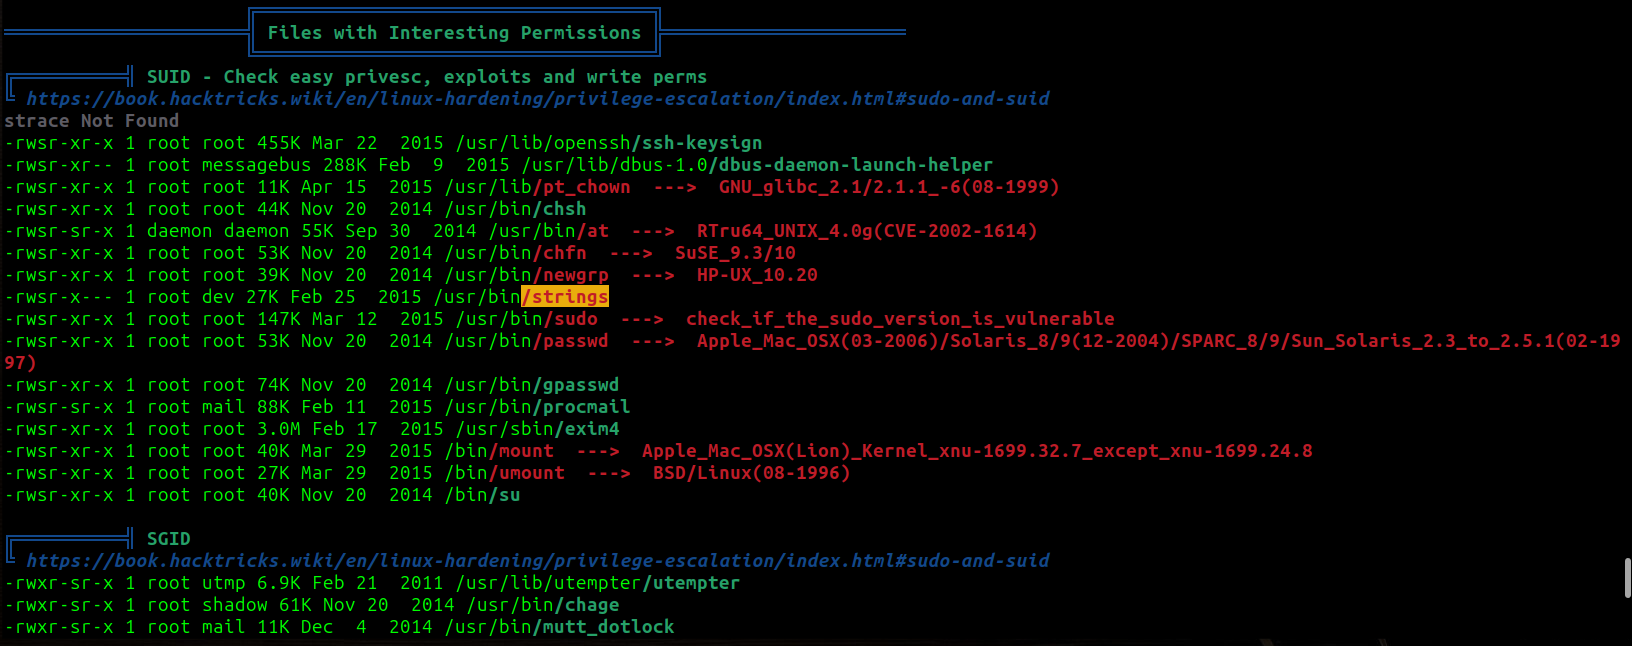 Files with Interesting Permissions
SUID - Check easy privesc, exploits and write perms
https://book.hacktricks.wiki/en/linux-hardening/privilege-escalation/index.html#sudo-and-suid
strace Not Found
-rwsr-xr-x 1 root root 455K Mar 22  2015 /usr/lib/openssh/ssh-keysign
-rwsr-xr-- 1 root messagebus 288K Feb  9  2015 /usr/lib/dbus-1.0/dbus-daemon-launch-helper
-rwsr-xr-x 1 root root 11K Apr 15  2015 /usr/lib/pt_chown  --->  GNU_glibc_2.1/2.1.1_-6(08-1999)
-rwsr-xr-x 1 root root 44K Nov 20  2014 /usr/bin/chsh
-rwsr-sr-x 1 daemon daemon 55K Sep 30  2014 /usr/bin/at  --->  RTru64_UNIX_4.0g(CVE-2002-1614)
-rwsr-xr-x 1 root root 53K Nov 20  2014 /usr/bin/chfn  --->  SuSE_9.3/10
-rwsr-xr-x 1 root root 39K Nov 20  2014 /usr/bin/newgrp  --->  HP-UX_10.20
-rwsr-x--- 1 root dev 27K Feb 25  2015 /usr/bin/strings
-rwsr-xr-x 1 root root 147K Mar 12  2015 /usr/bin/sudo  --->  check_if_the_sudo_version_is_vulnerable
-rwsr-xr-x 1 root root 53K Nov 20  2014 /usr/bin/passwd  --->  Apple_Mac_OSX(03-2006)/Solaris_8/9(12-2004)/SPARC_8/9/Sun_Solaris_2.3_to_2.5.1(02-19
97)
-rwsr-xr-x 1 root root 74K Nov 20  2014 /usr/bin/gpasswd
-rwsr-sr-x 1 root mail 88K Feb 11  2015 /usr/bin/procmail
-rwsr-xr-x 1 root root 3.0M Feb 17  2015 /usr/sbin/exim4
-rwsr-xr-x 1 root root 40K Mar 29  2015 /bin/mount  --->  Apple_Mac_OSX(Lion)_Kernel_xnu-1699.32.7_except_xnu-1699.24.8
-rwsr-xr-x 1 root root 27K Mar 29  2015 /bin/umount  --->  BSD/Linux(08-1996)
-rwsr-xr-x 1 root root 40K Nov 20  2014 /bin/su
SGID
https://book.hacktricks.wiki/en/linux-hardening/privilege-escalation/index.html#sudo-and-suid
-rwxr-sr-x 1 root utmp 6.9K Feb 21  2011 /usr/lib/utempter/utempter
-rwxr-sr-x 1 root shadow 61K Nov 20  2014 /usr/bin/chage
-rwxr-sr-x 1 root mail 11K Dec  4  2014 /usr/bin/mutt_dotlock